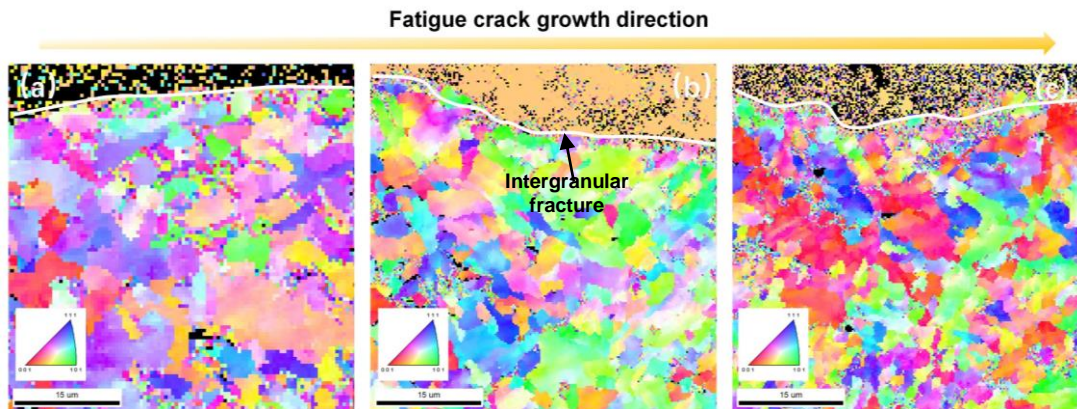 Fatigue crack growth direction
(a)
(b)
(c)
Intergranular
fracture
111
001 101
15 um
111
001 101
15 um
111
001 101
15 um